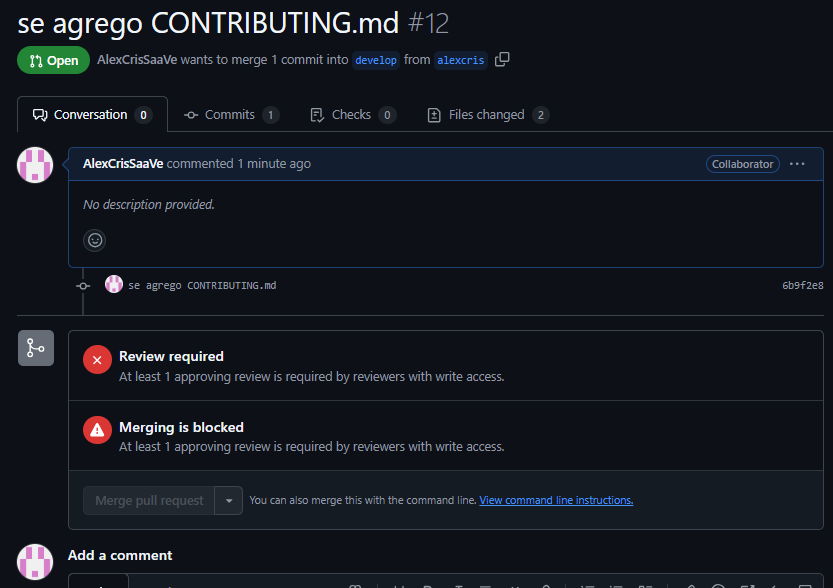 se agrego CONTRIBUTING.md #12
Open AlexCrisSaaVe wants to merge 1 commit into develop from alexcris
Conversation 0 Commits 1 Checks 0 Files changed 2
AlexCrisSaaVe commented 1 minute ago Collaborator
No description provided.
se agrego CONTRIBUTING.md 6b9f2e8
Review required
At least 1 approving review is required by reviewers with write access.
Merging is blocked
At least 1 approving review is required by reviewers with write access.
Merge pull request You can also merge this with the command line. View command line instructions.
Add a comment